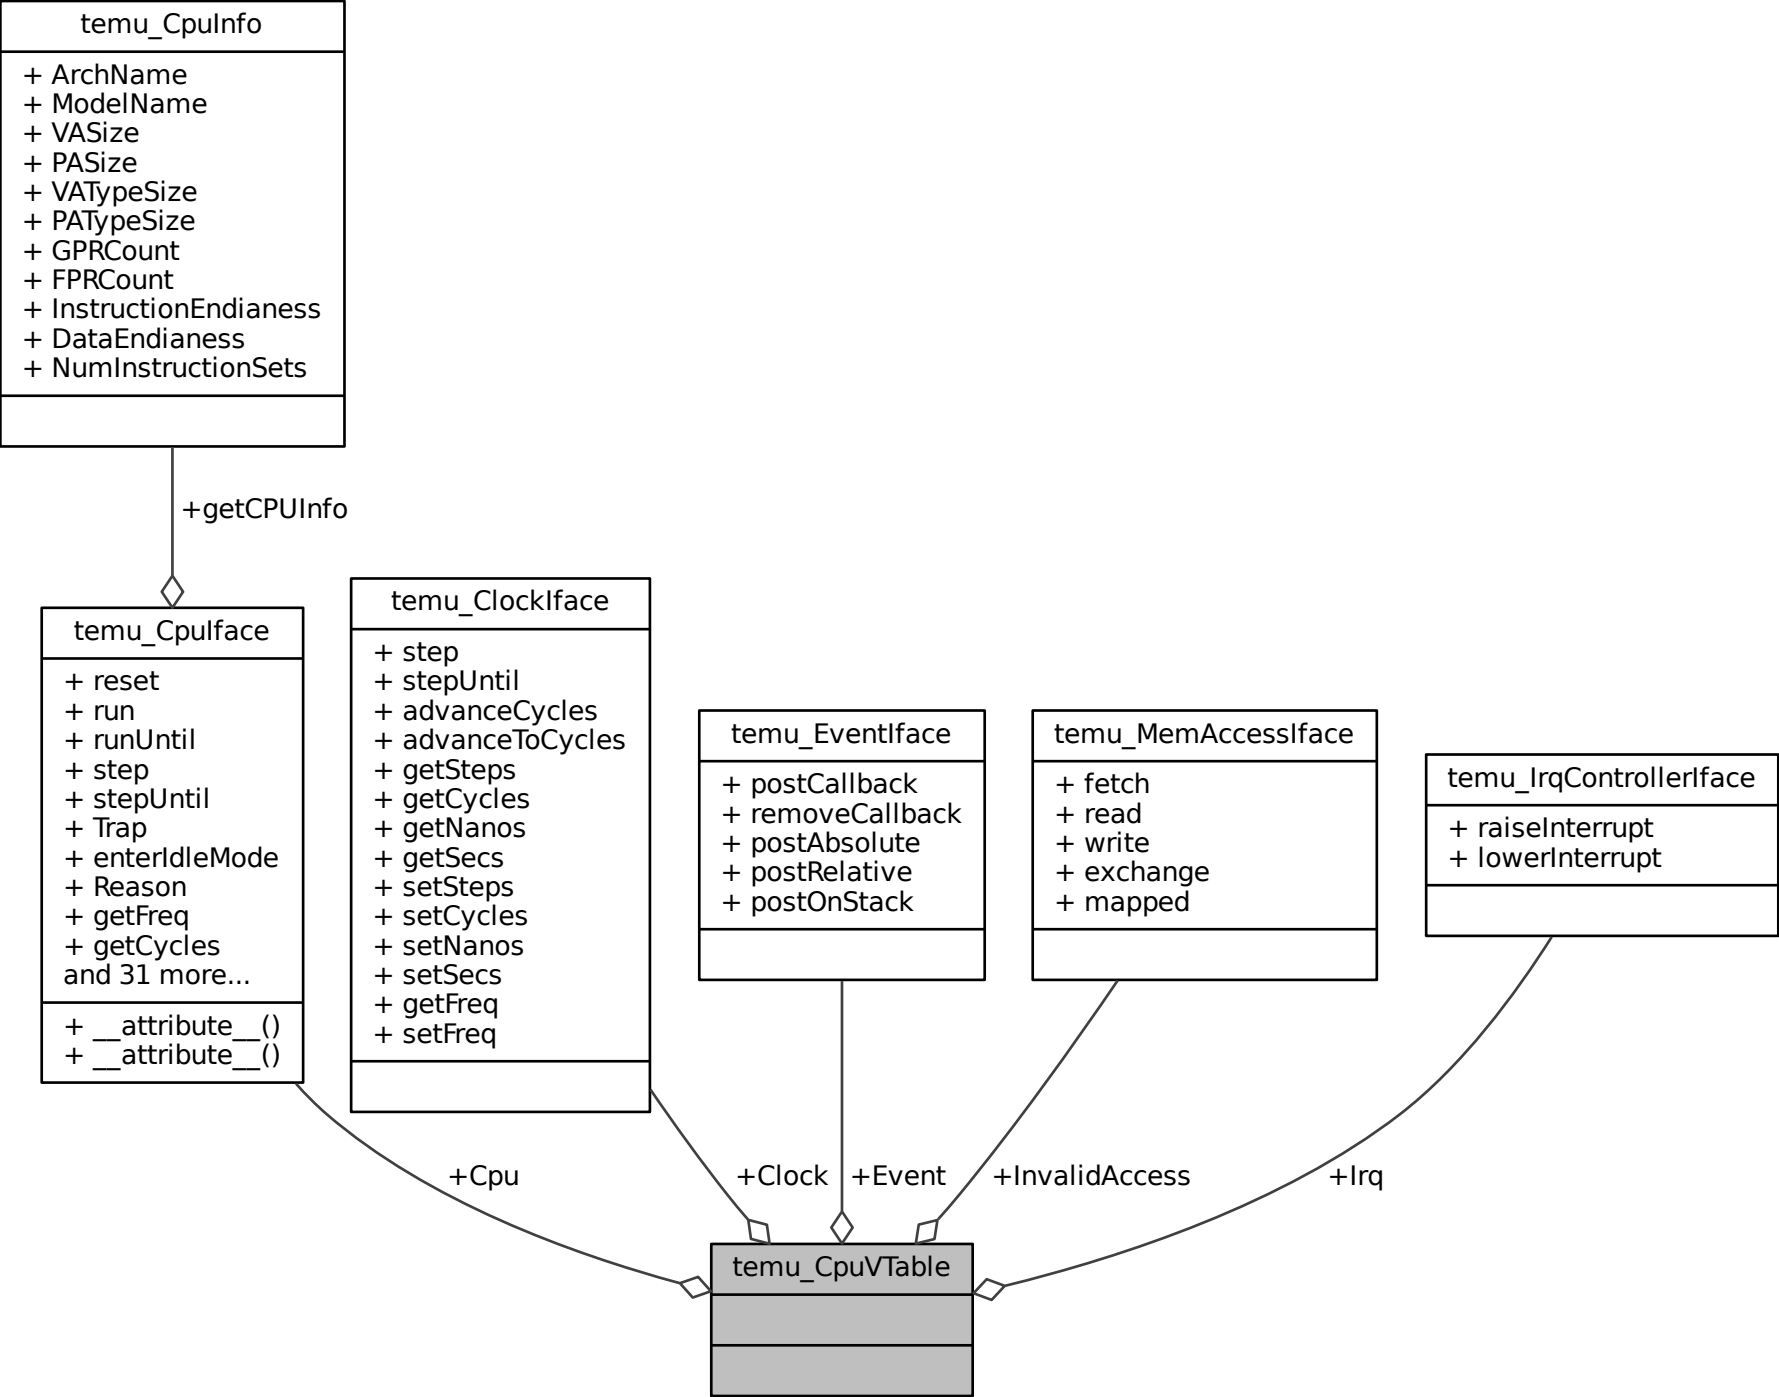 temu_CpuInfo
+ ArchName
+ ModelName
+ VASize
+ PASize
+ VATypeSize
+ PATypeSize
+ GPRCount
+ FPRCount
+ InstructionEndianess
+ DataEndianess
+ NumInstructionSets
+getCPUInfo
temu_CpuIface
+ reset
+ run
+ runUntil
+ step
+ stepUntil
+ Trap
+ enterIdleMode
+ Reason
+ getFreq
+ getCycles
and 31 more...
+ __attribute__()
+ __attribute__()
temu_ClockIface
+ step
+ stepUntil
+ advanceCycles
+ advanceToCycles
+ getSteps
+ getCycles
+ getNanos
+ getSecs
+ setSteps
+ setCycles
+ setNanos
+ setSecs
+ getFreq
+ setFreq
temu_EventIface
+ postCallback
+ removeCallback
+ postAbsolute
+ postRelative
+ postOnStack
temu_MemAccessIface
+ fetch
+ read
+ write
+ exchange
+ mapped
temu_IrqControllerIface
+ raiseInterrupt
+ lowerInterrupt
+Cpu
+Clock
+Event
+InvalidAccess
+Irq
temu_CpuVTable